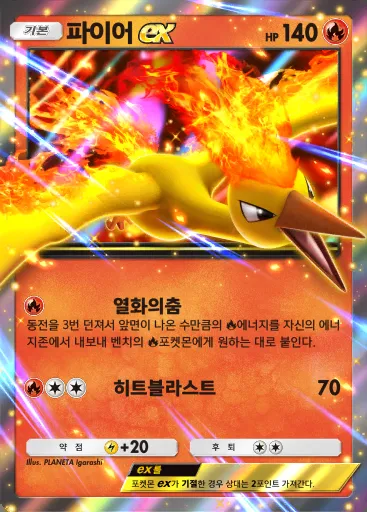 기본 파이어 ex HP 140
열화의춤
동전을 3번 던져서 앞면이 나온 수만큼의 에너지를 자신의 에너
지존에서 내보내 벤치의 포켓몬에게 원하는 대로 붙인다.
히트블라스트 70
약점 +20 후퇴
Illus. PLANETA Igarashi
ex 룰
포켓몬 ex가 기절한 경우 상대는 2포인트 가져간다.